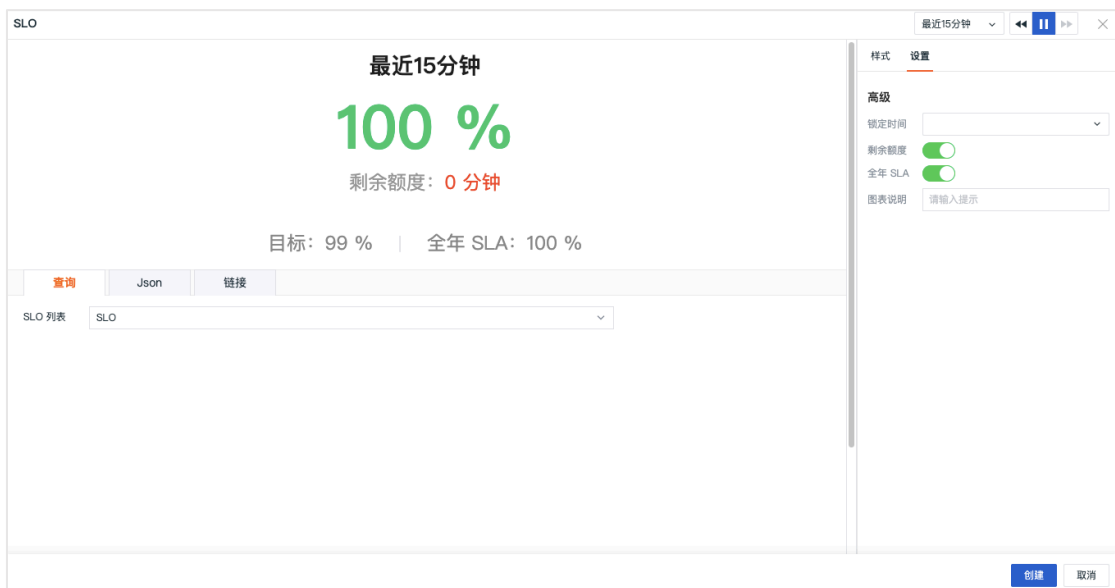 SLO
最近15分钟
最近15分钟
100 %
剩余额度：0 分钟
目标：99 % | 全年 SLA：100 %
查询 Json 链接
SLO 列表 SLO
样式 设置
高级
锁定时间
剩余额度
全年 SLA
图表说明 请输入提示
创建 取消